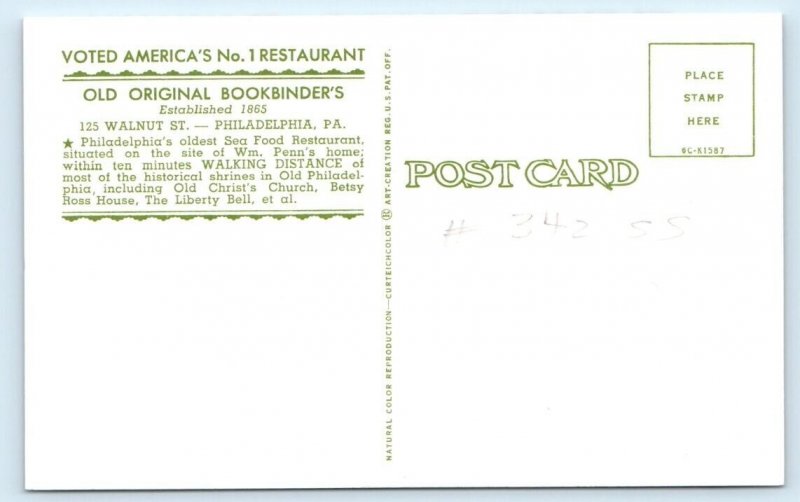 VOTED AMERICA'S No. 1 RESTAURANT
OLD ORIGINAL BOOKBINDER'S
Established 1865
125 WALNUT ST. — PHILADELPHIA, PA.
★ Philadelphia's oldest Sea Food Restaurant,
situated on the site of Wm. Penn's home;
within ten minutes WALKING DISTANCE of
most of the historical shrines in Old Philadel-
phia, including Old Christ's Church, Betsy
Ross House, The Liberty Bell, et al.
NATURAL COLOR REPRODUCTION—CURTEICHCOLOR ART-CREATION REG. U.S. PAT. OFF.
PLACE
STAMP
HERE
6C-K1587
POST CARD
# 342 SS